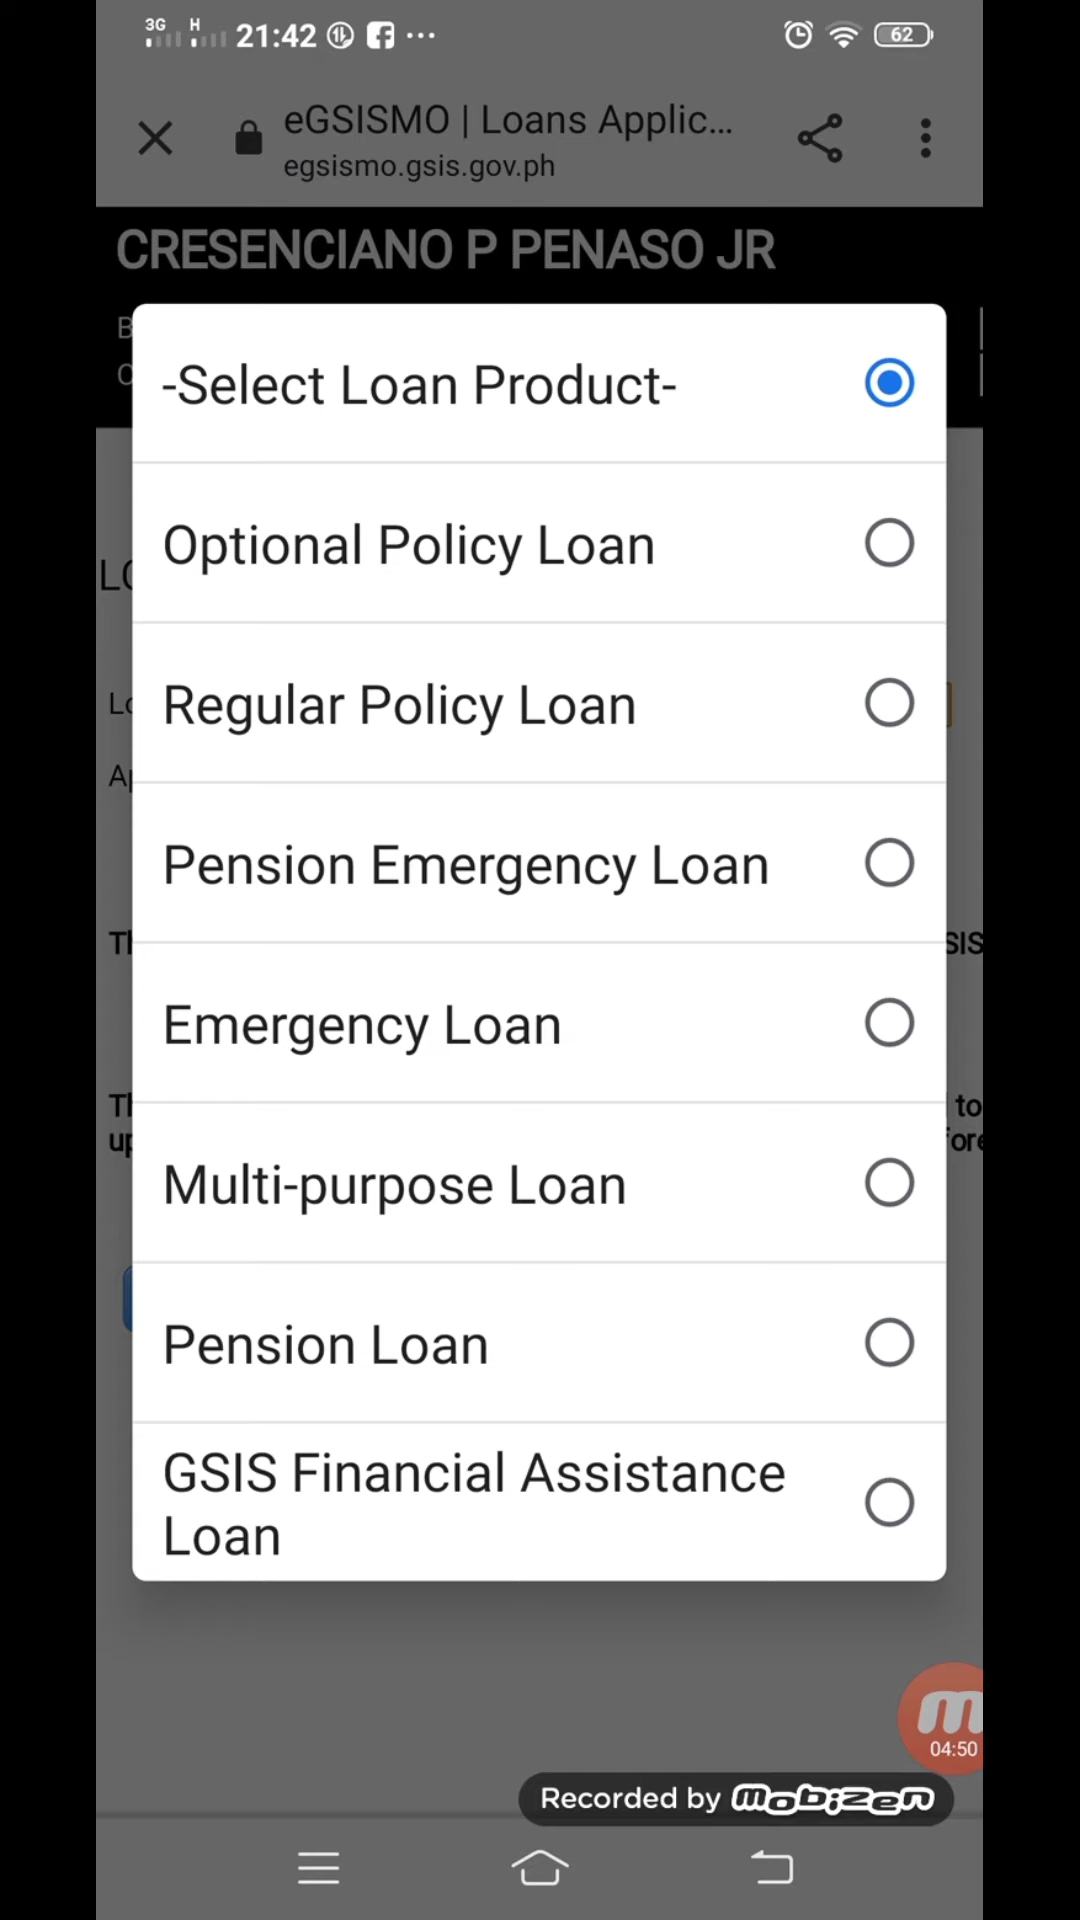 3G H 21:42 62
eGSISMO | Loans Applic...
egsismo.gsis.gov.ph
CRESENCIANO P PENASO JR
-Select Loan Product-
Optional Policy Loan
Regular Policy Loan
Pension Emergency Loan
Emergency Loan
Multi-purpose Loan
Pension Loan
GSIS Financial Assistance
Loan
04:50
Recorded by mobizen